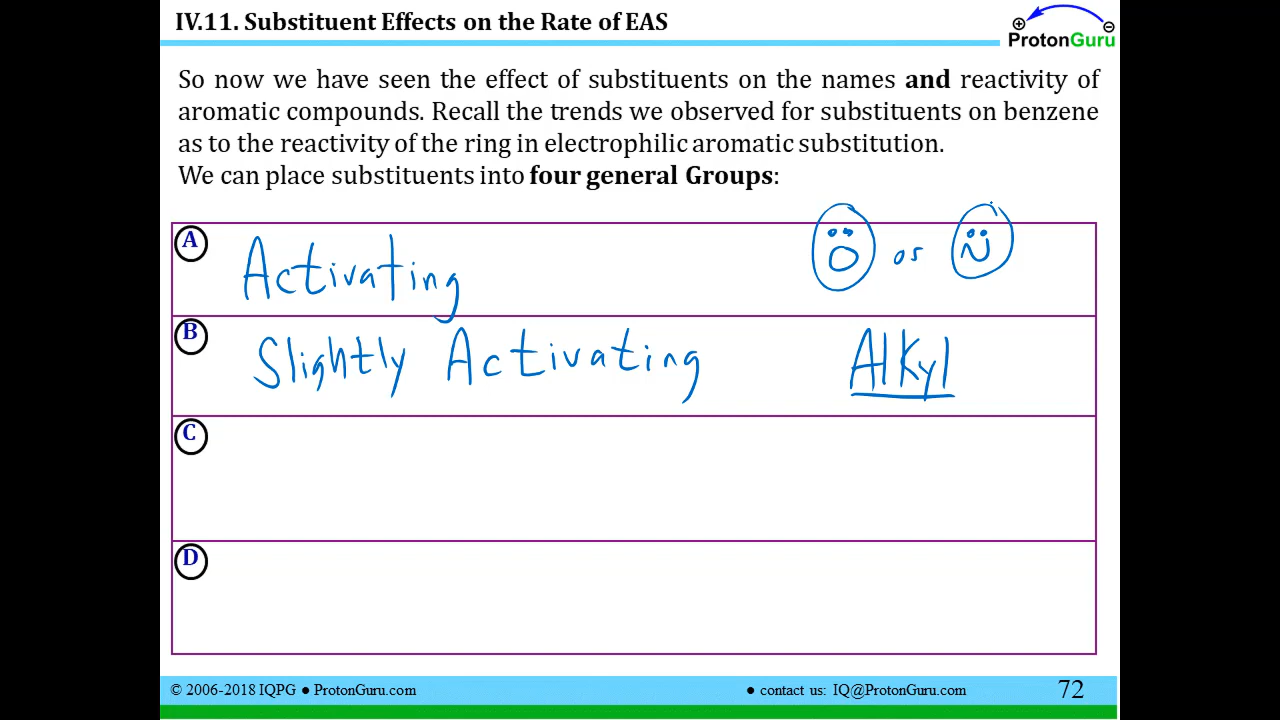 IV.11. Substituent Effects on the Rate of EAS
ProtonGuru
So now we have seen the effect of substituents on the names and reactivity of
aromatic compounds. Recall the trends we observed for substituents on benzene
as to the reactivity of the ring in electrophilic aromatic substitution.
We can place substituents into four general Groups:
A Activating O or N
B Slightly Activating Alkyl
C
D
© 2006-2018 IQPG ● ProtonGuru.com ● contact us: IQ@ProtonGuru.com 72